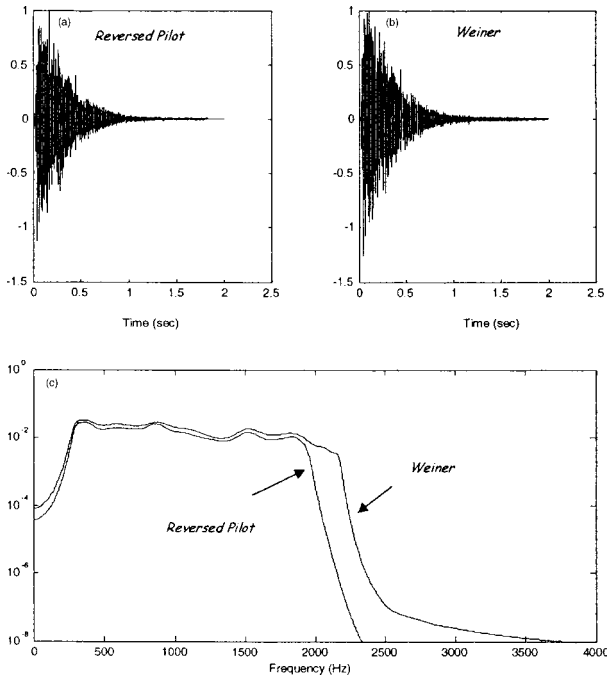 (a)
Reversed Pilot
1
0.5
0
-0.5
-1
-1.5
0 0.5 1 1.5 2 2.5
Time (sec)
(b)
Weiner
1
0.5
0
-0.5
-1
-1.5
0 0.5 1 1.5 2 2.5
Time (sec)
(c)
10^0
10^-2
10^-4
10^-6
10^-8
Weiner
Reversed Pilot
0 500 1000 1500 2000 2500 3000 3500 4000
Frequency (Hz)